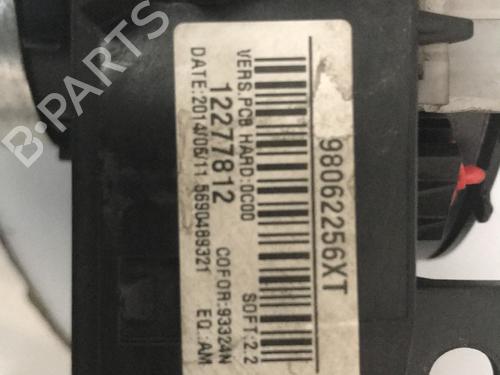 98062256XT
SOFT:2.2
VERS.PCB HARD:0C00
12277812
COFOR:93324N
DATE:2014/06/11 5690489321
EQ.:AM
B-PARTS